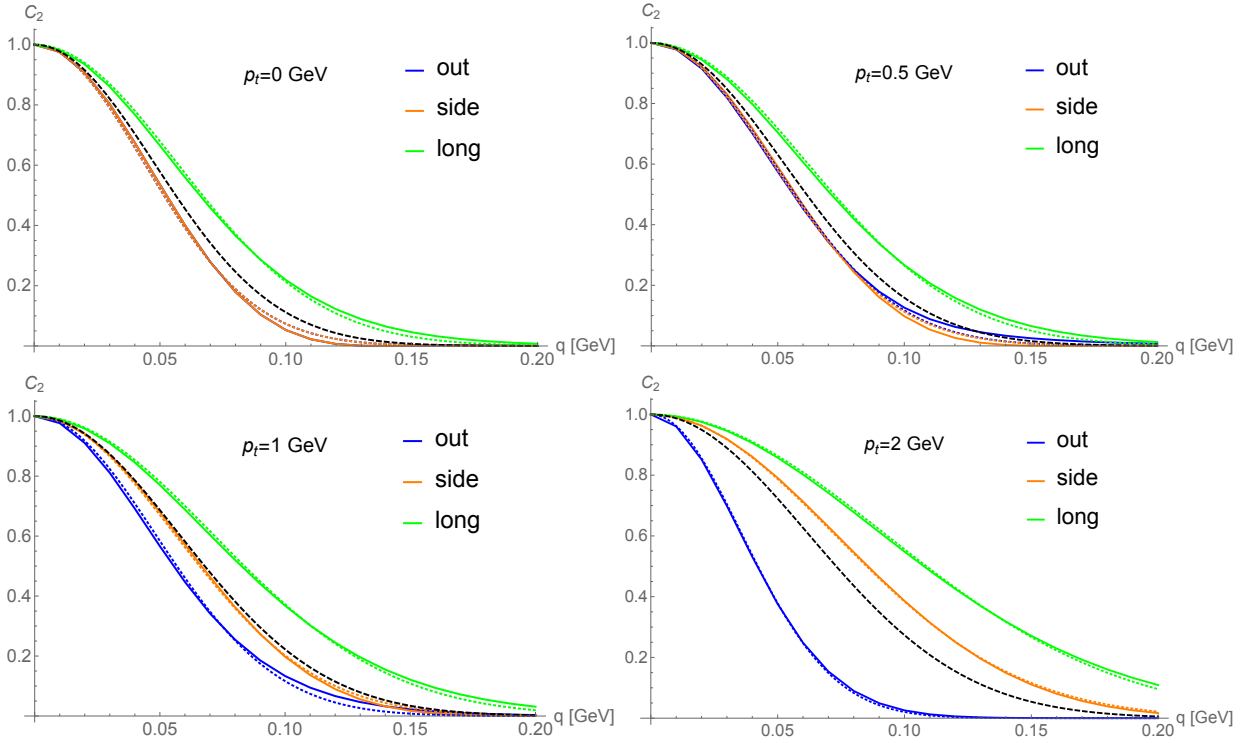 C2
1.0
0.8
0.6
0.4
0.2
0.05
0.10
0.15
0.20
q [GeV]
pt=0 GeV
out
side
long
C2
1.0
0.8
0.6
0.4
0.2
0.05
0.10
0.15
0.20
q [GeV]
pt=0.5 GeV
out
side
long
C2
1.0
0.8
0.6
0.4
0.2
0.05
0.10
0.15
0.20
q [GeV]
pt=1 GeV
out
side
long
C2
1.0
0.8
0.6
0.4
0.2
0.05
0.10
0.15
0.20
q [GeV]
pt=2 GeV
out
side
long